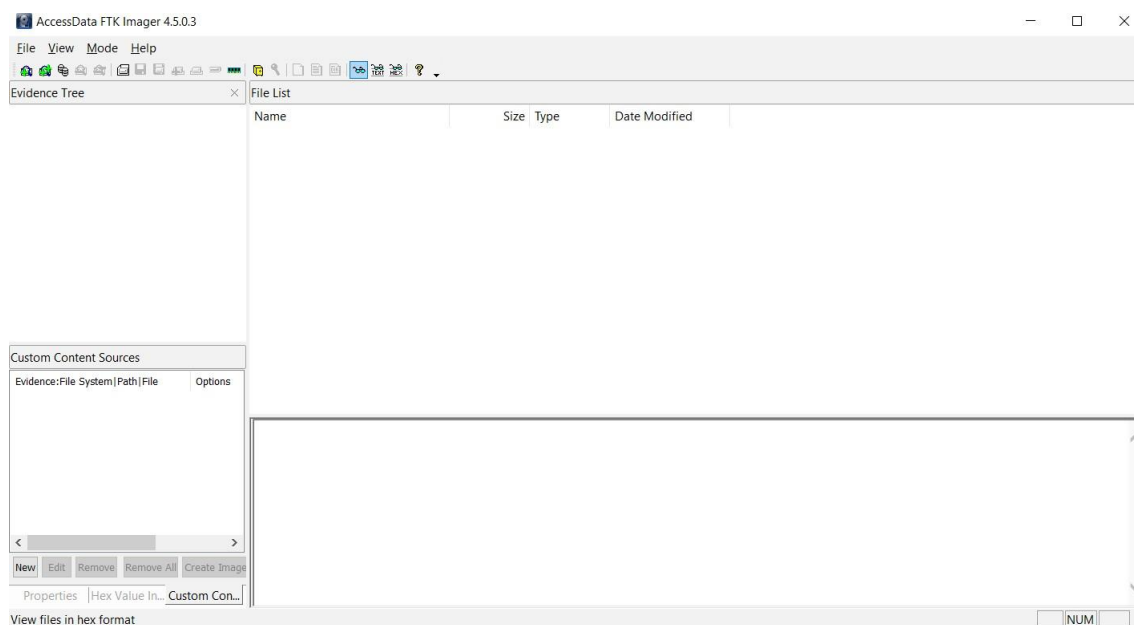 AccessData FTK Imager 4.5.0.3
File View Mode Help
TEXT HEX
Evidence Tree
File List
Name Size Type Date Modified
Custom Content Sources
Evidence:File System|Path|File Options
New Edit Remove Remove All Create Image
Properties Hex Value In... Custom Con...
View files in hex format
NUM